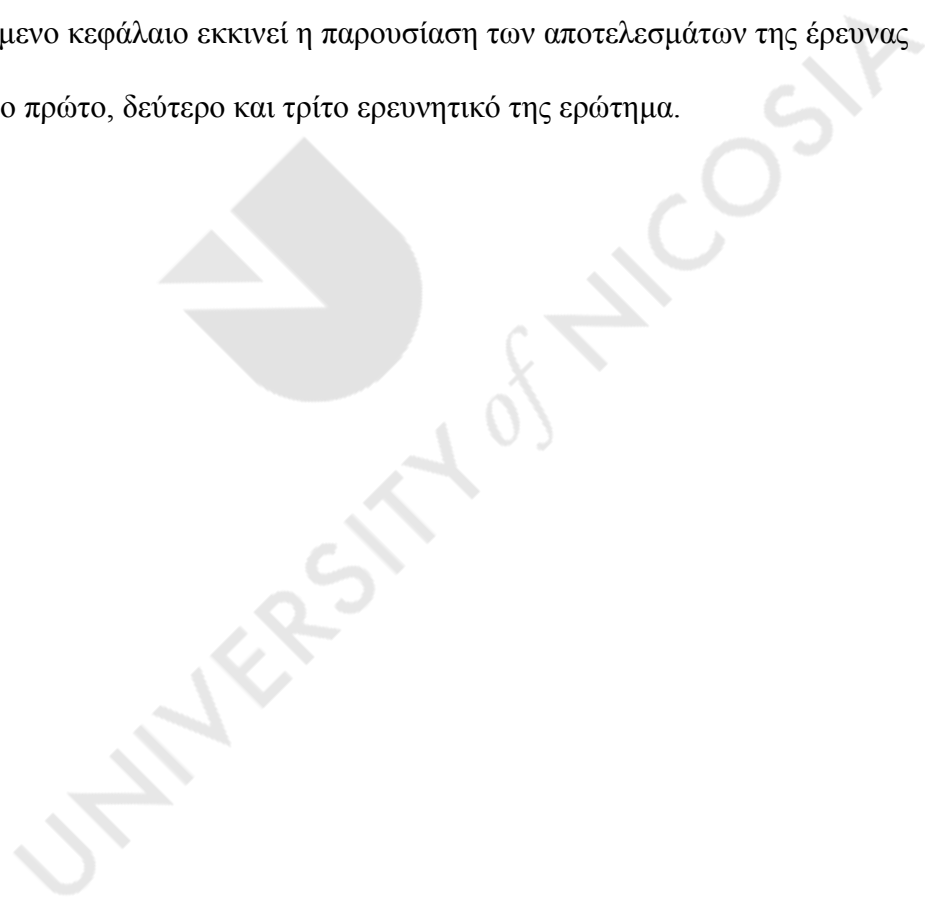 μενο κεφάλαιο εκκινεί η παρουσίαση των αποτελεσμάτων της έρευνας
ο πρώτο, δεύτερο και τρίτο ερευνητικό της ερώτημα.
UNIVERSITY of NICOSIA